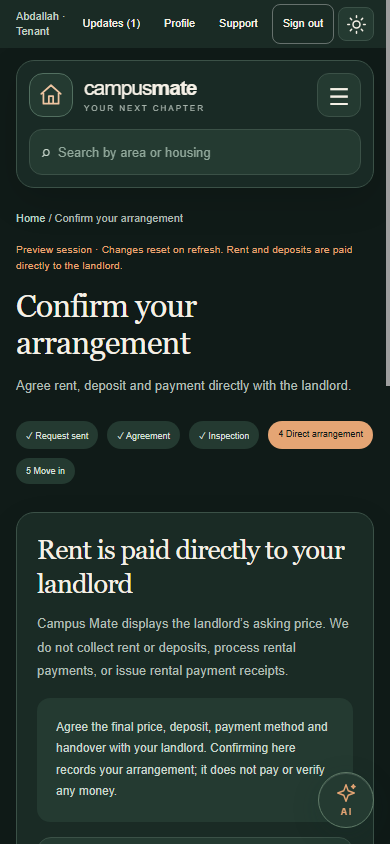 Abdallah ·
Tenant
Updates (1)
Profile
Support
Sign out
campusmate
YOUR NEXT CHAPTER
Search by area or housing
Home / Confirm your arrangement
Preview session · Changes reset on refresh. Rent and deposits are paid
directly to the landlord.
Confirm your
arrangement
Agree rent, deposit and payment directly with the landlord.
✓ Request sent
✓ Agreement
✓ Inspection
4 Direct arrangement
5 Move in
Rent is paid directly to your
landlord
Campus Mate displays the landlord's asking price. We
do not collect rent or deposits, process rental
payments, or issue rental payment receipts.
Agree the final price, deposit, payment method and
handover with your landlord. Confirming here
records your arrangement; it does not pay or verify
any money.
AI